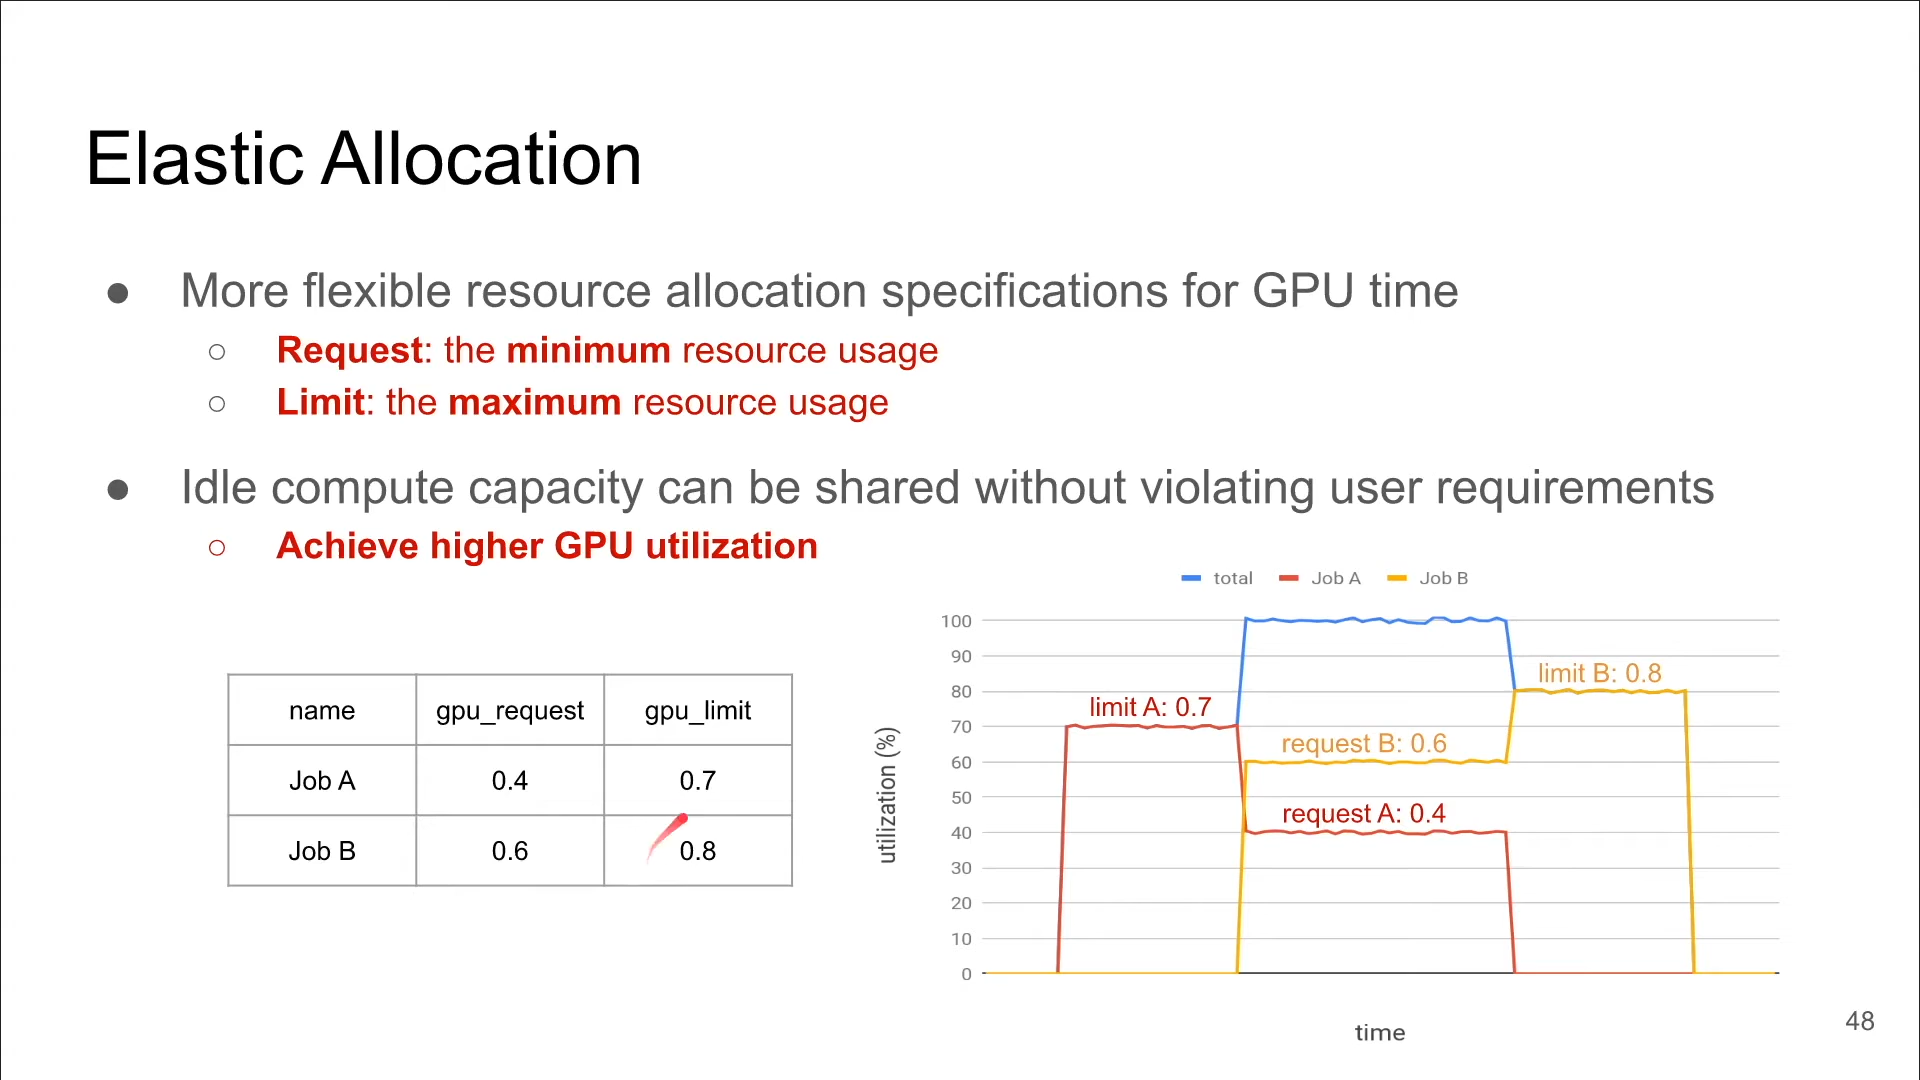 Elastic Allocation
● More flexible resource allocation specifications for GPU time
○ Request: the minimum resource usage
○ Limit: the maximum resource usage
● Idle compute capacity can be shared without violating user requirements
○ Achieve higher GPU utilization
name gpu_request gpu_limit
Job A 0.4 0.7
Job B 0.6 0.8
total Job A Job B
100
90
80
70
60
50
40
30
20
10
0
utilization (%)
limit A: 0.7
request B: 0.6
request A: 0.4
limit B: 0.8
time
48